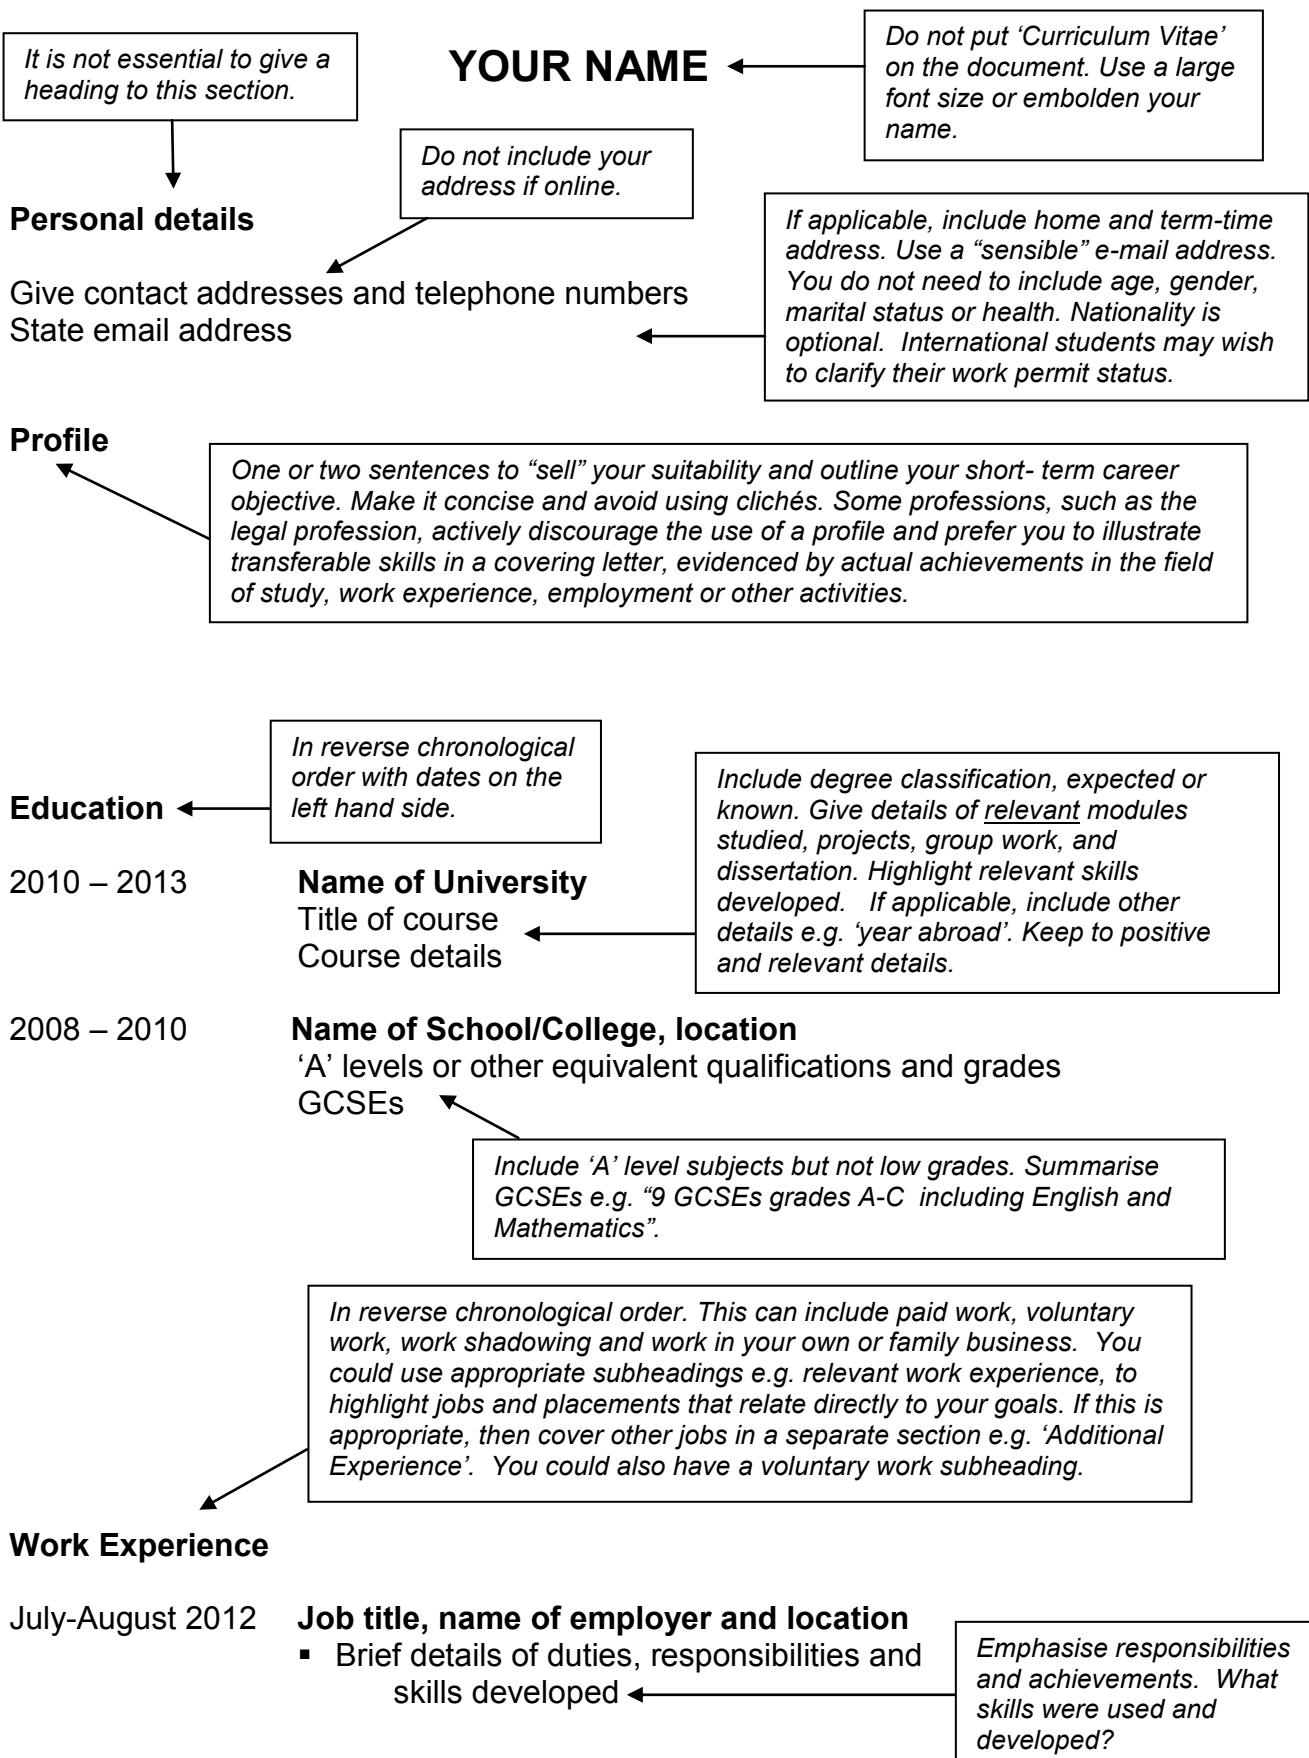 It is not essential to give a
heading to this section.
YOUR NAME
Do not put ‘Curriculum Vitae’
on the document. Use a large
font size or embolden your
name.
Do not include your
address if online.
Personal details
If applicable, include home and term-time
address. Use a “sensible” e-mail address.
You do not need to include age, gender,
marital status or health. Nationality is
optional. International students may wish
to clarify their work permit status.
Give contact addresses and telephone numbers
State email address
Profile
One or two sentences to “sell” your suitability and outline your short- term career
objective. Make it concise and avoid using clichés. Some professions, such as the
legal profession, actively discourage the use of a profile and prefer you to illustrate
transferable skills in a covering letter, evidenced by actual achievements in the field
of study, work experience, employment or other activities.
In reverse chronological
order with dates on the
left hand side.
Education
Include degree classification, expected or
known. Give details of relevant modules
studied, projects, group work, and
dissertation. Highlight relevant skills
developed. If applicable, include other
details e.g. ‘year abroad’. Keep to positive
and relevant details.
2010 – 2013 Name of University
Title of course
Course details
2008 – 2010 Name of School/College, location
‘A’ levels or other equivalent qualifications and grades
GCSEs
Include ‘A’ level subjects but not low grades. Summarise
GCSEs e.g. “9 GCSEs grades A-C including English and
Mathematics”.
In reverse chronological order. This can include paid work, voluntary
work, work shadowing and work in your own or family business. You
could use appropriate subheadings e.g. relevant work experience, to
highlight jobs and placements that relate directly to your goals. If this is
appropriate, then cover other jobs in a separate section e.g. ‘Additional
Experience’. You could also have a voluntary work subheading.
Work Experience
July-August 2012 Job title, name of employer and location
▪ Brief details of duties, responsibilities and
skills developed
Emphasise responsibilities
and achievements. What
skills were used and
developed?